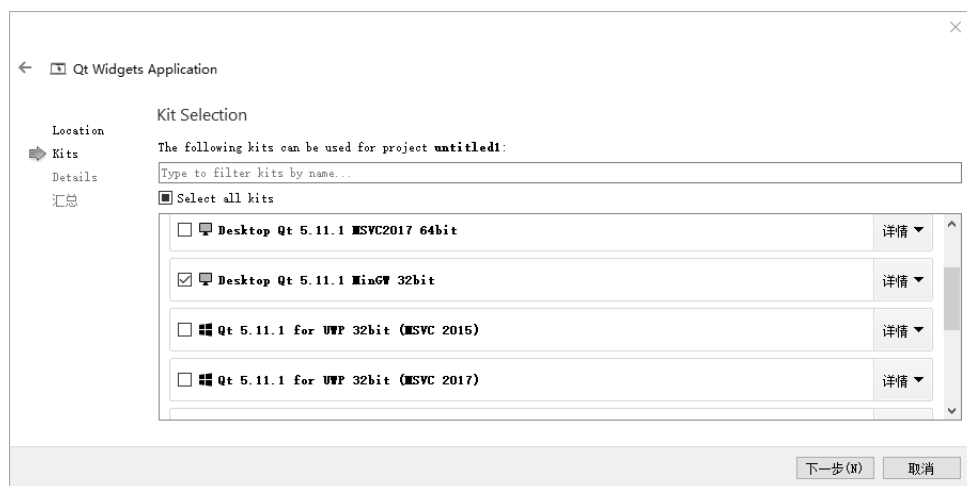 Qt Widgets Application
Location
Kits
Details
汇总
Kit Selection
The following kits can be used for project untitled1:
Type to filter kits by name...
Select all kits
Desktop Qt 5.11.1 MSVC2017 64bit
详情
Desktop Qt 5.11.1 MinGW 32bit
详情
Qt 5.11.1 for UWP 32bit (MSVC 2015)
详情
Qt 5.11.1 for UWP 32bit (MSVC 2017)
详情
下一步(N)
取消